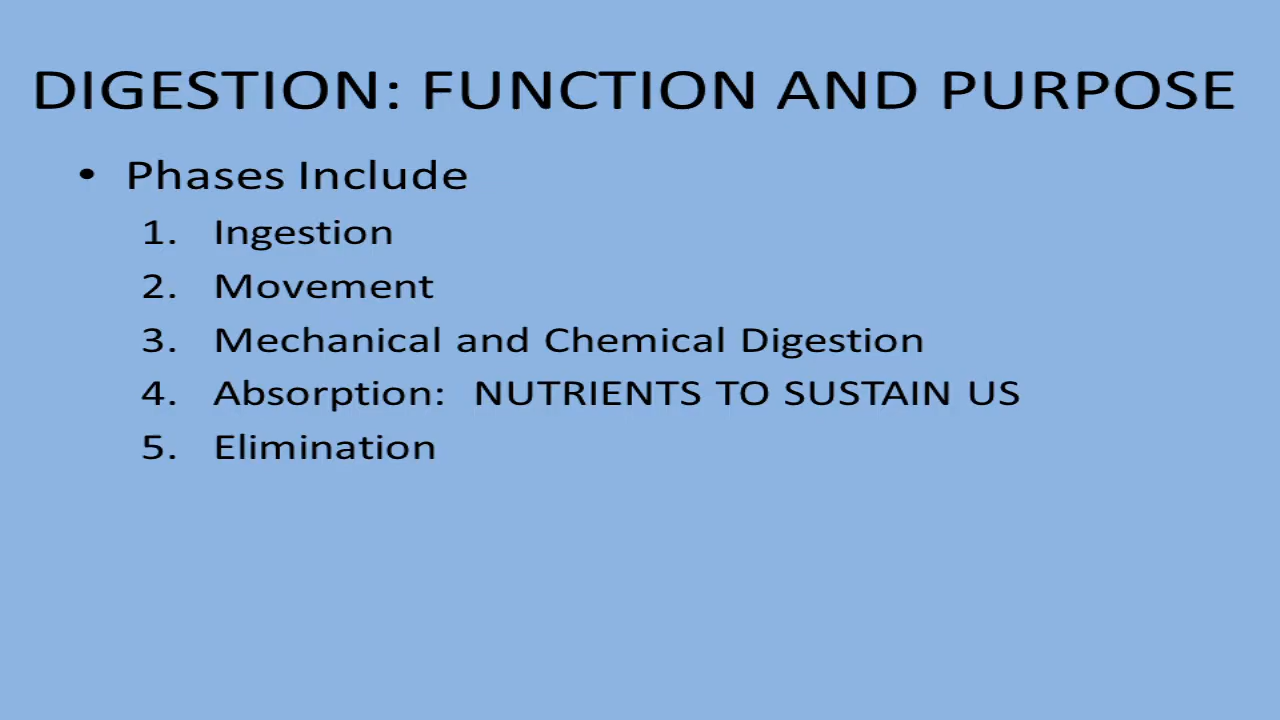 DIGESTION: FUNCTION AND PURPOSE
• Phases Include
1. Ingestion
2. Movement
3. Mechanical and Chemical Digestion
4. Absorption: NUTRIENTS TO SUSTAIN US
5. Elimination